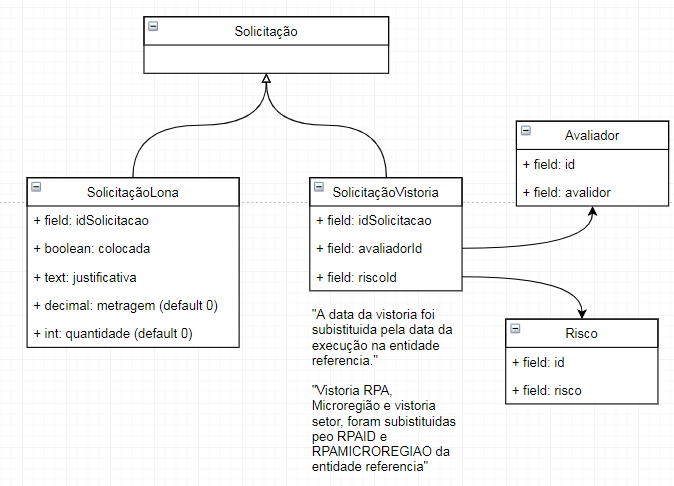 Solicitação
SolicitaçãoLona
+ field: idSolicitacao
+ boolean: colocada
+ text: justificativa
+ decimal: metragem (default 0)
+ int: quantidade (default 0)
SolicitaçãoVistoria
+ field: idSolicitacao
+ field: avaliadorId
+ field: riscoId
"A data da vistoria foi
substituida pela data da
execução na entidade
referencia."
"Vistoria RPA,
Microregião e vistoria
setor, foram subistituidas
peo RPAID e
RPAMICROREGIAO da
entidade referencia"
Avaliador
+ field: id
+ field: avalidor
Risco
+ field: id
+ field: risco